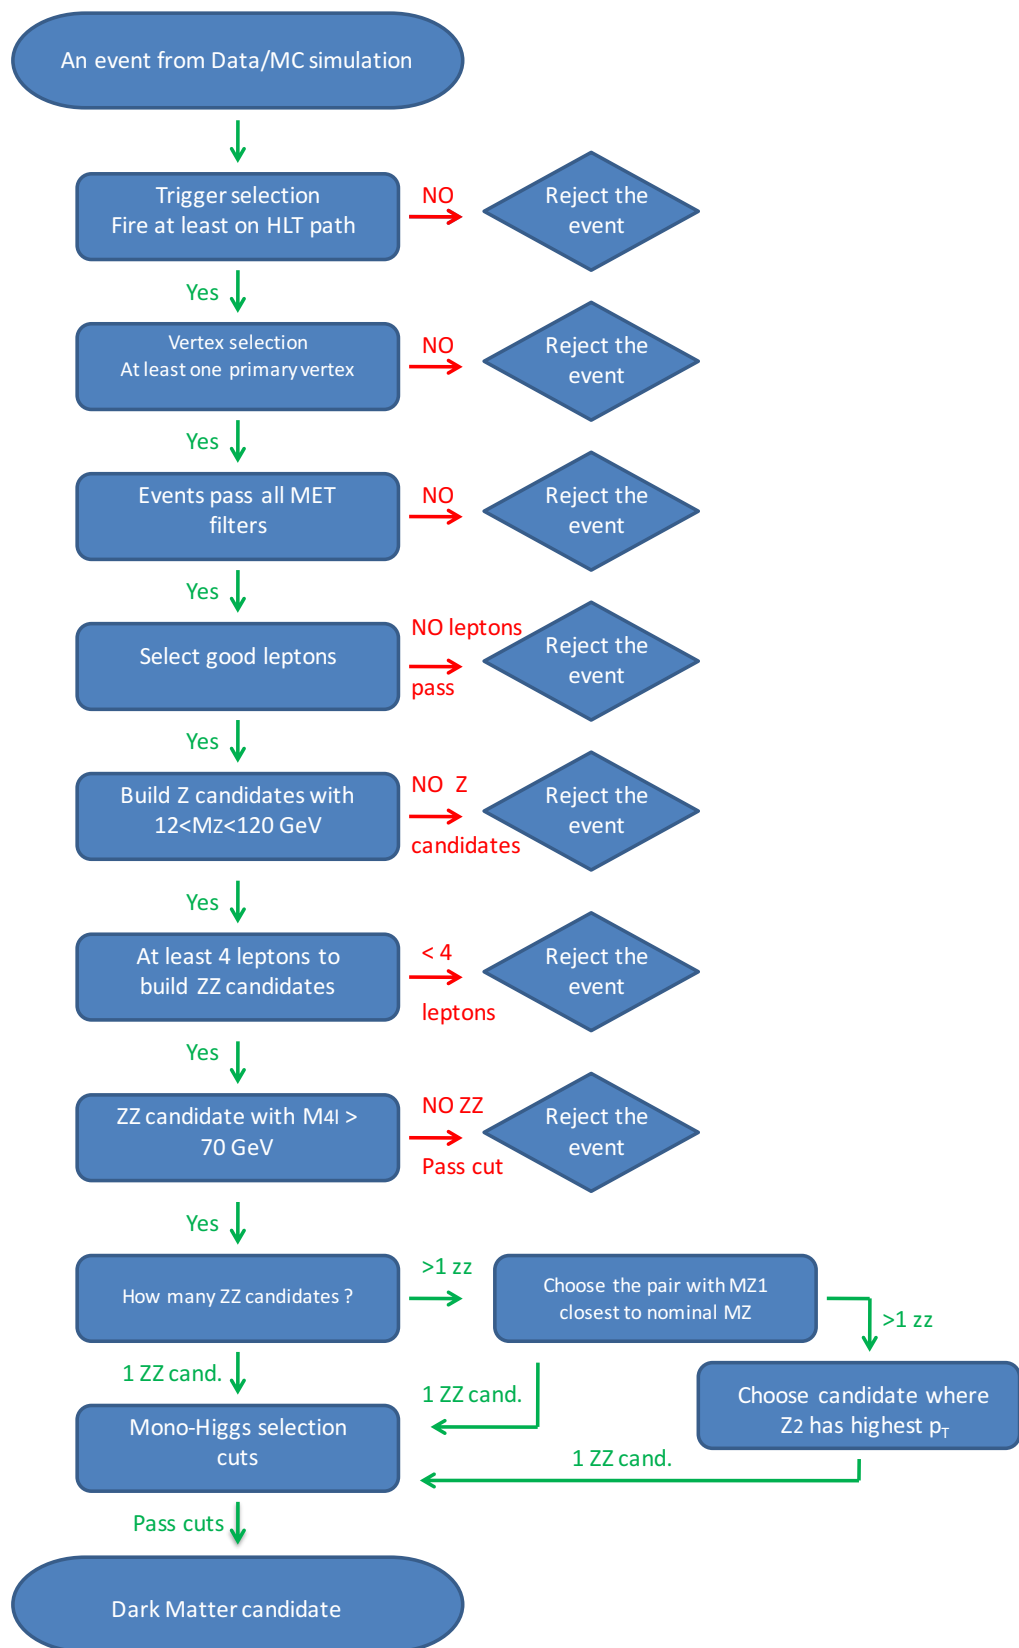 An event from Data/MC simulation
Trigger selection
Fire at least on HLT path
NO
Reject the
event
Yes
Vertex selection
At least one primary vertex
NO
Reject the
event
Yes
Events pass all MET
filters
NO
Reject the
event
Yes
Select good leptons
NO leptons
pass
Reject the
event
Yes
Build Z candidates with
12<MZ<120 GeV
NO Z
candidates
Reject the
event
Yes
At least 4 leptons to
build ZZ candidates
< 4
leptons
Reject the
event
Yes
ZZ candidate with M4l >
70 GeV
NO ZZ
Pass cut
Reject the
event
Yes
How many ZZ candidates ?
>1 zz
Choose the pair with MZ1
closest to nominal MZ
>1 zz
1 ZZ cand.
1 ZZ cand.
Choose candidate where
Z2 has highest pT
Mono-Higgs selection
cuts
1 ZZ cand.
Pass cuts
Dark Matter candidate